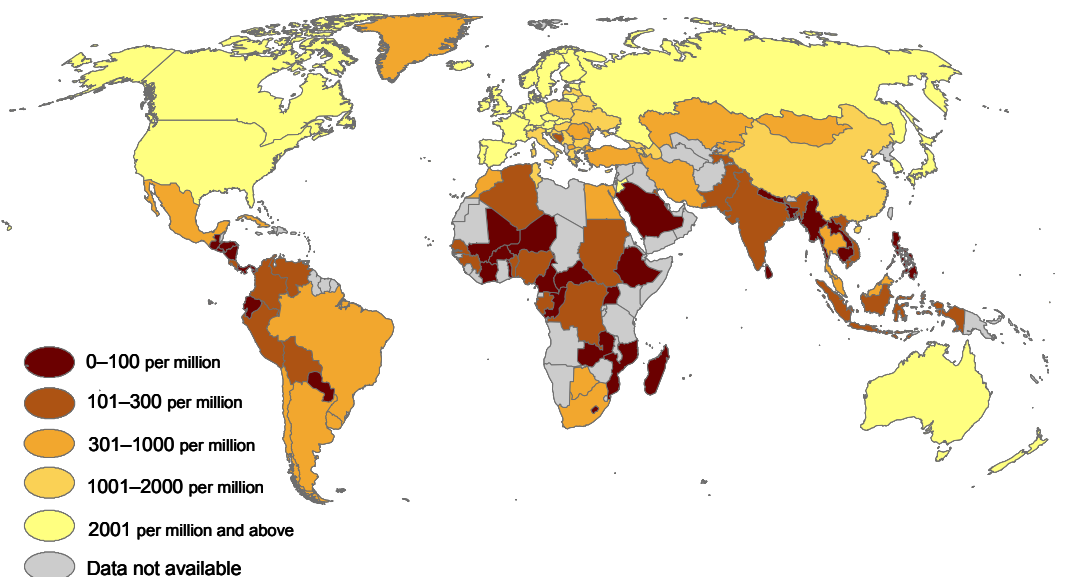 0–100 per million
101–300 per million
301–1000 per million
1001–2000 per million
2001 per million and above
Data not available